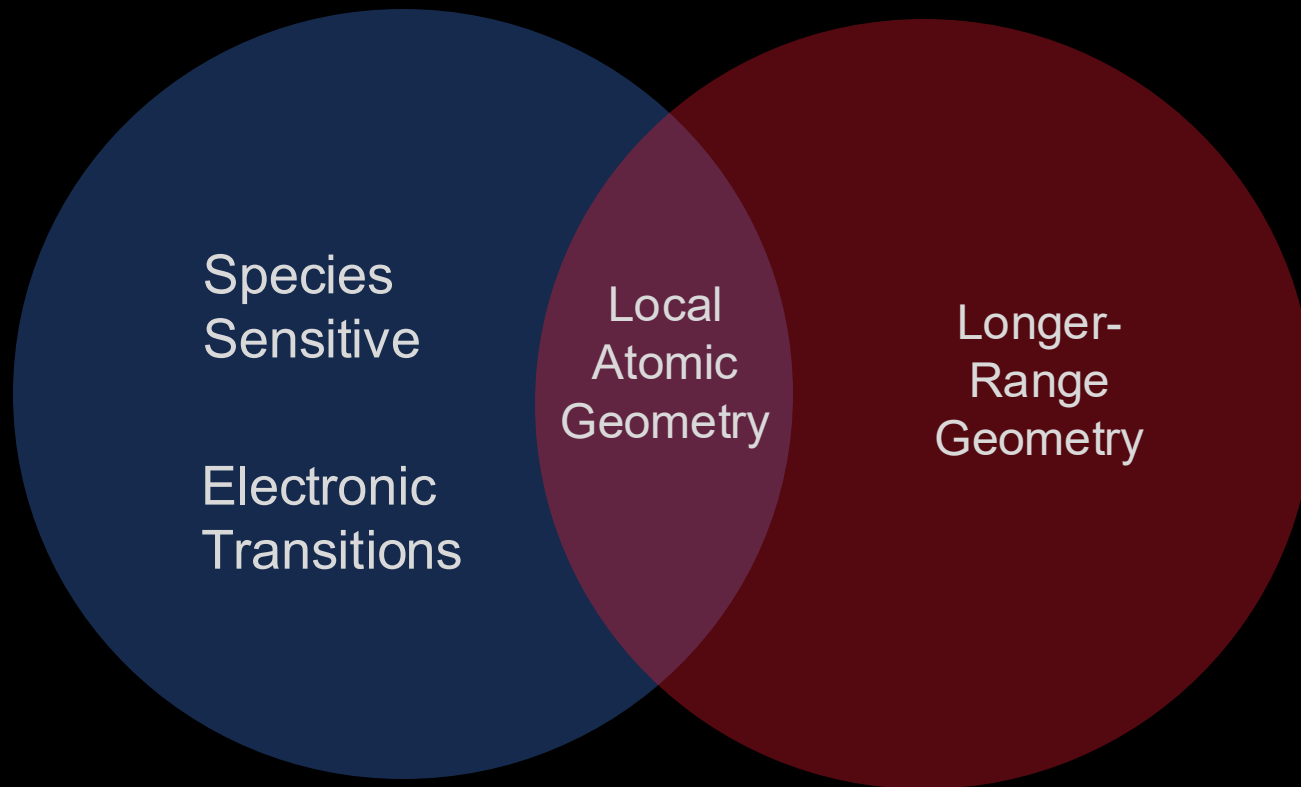 Species
Sensitive
Electronic
Transitions
Local
Atomic
Geometry
Longer-
Range
Geometry